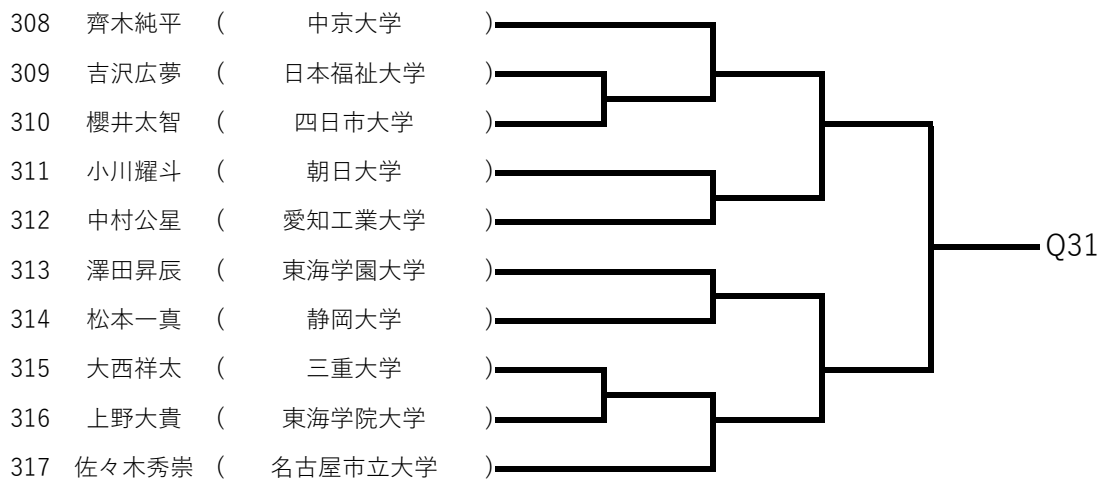 308 齊木純平 ( 中京大学 )
309 吉沢広夢 ( 日本福祉大学 )
310 櫻井太智 ( 四日市大学 )
311 小川耀斗 ( 朝日大学 )
312 中村公星 ( 愛知工業大学 )
Q31
313 澤田昇辰 ( 東海学園大学 )
314 松本一真 ( 静岡大学 )
315 大西祥太 ( 三重大学 )
316 上野大貴 ( 東海学院大学 )
317 佐々木秀崇 ( 名古屋市立大学 )